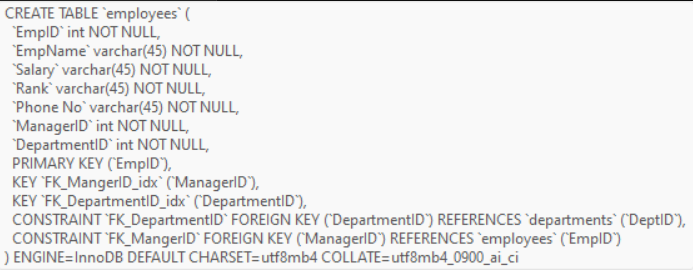 CREATE TABLE `employees` (
`EmpID` int NOT NULL,
`EmpName` varchar(45) NOT NULL,
`Salary` varchar(45) NOT NULL,
`Rank` varchar(45) NOT NULL,
`Phone No` varchar(45) NOT NULL,
`ManagerID` int NOT NULL,
`DepartmentID` int NOT NULL,
PRIMARY KEY (`EmpID`),
KEY `FK_MangerID_idx` (`ManagerID`),
KEY `FK_DepartmentID_idx` (`DepartmentID`),
CONSTRAINT `FK_DepartmentID` FOREIGN KEY (`DepartmentID`) REFERENCES `departments` (`DeptID`),
CONSTRAINT `FK_MangerID` FOREIGN KEY (`ManagerID`) REFERENCES `employees` (`EmpID`)
) ENGINE=InnoDB DEFAULT CHARSET=utf8mb4 COLLATE=utf8mb4_0900_ai_ci